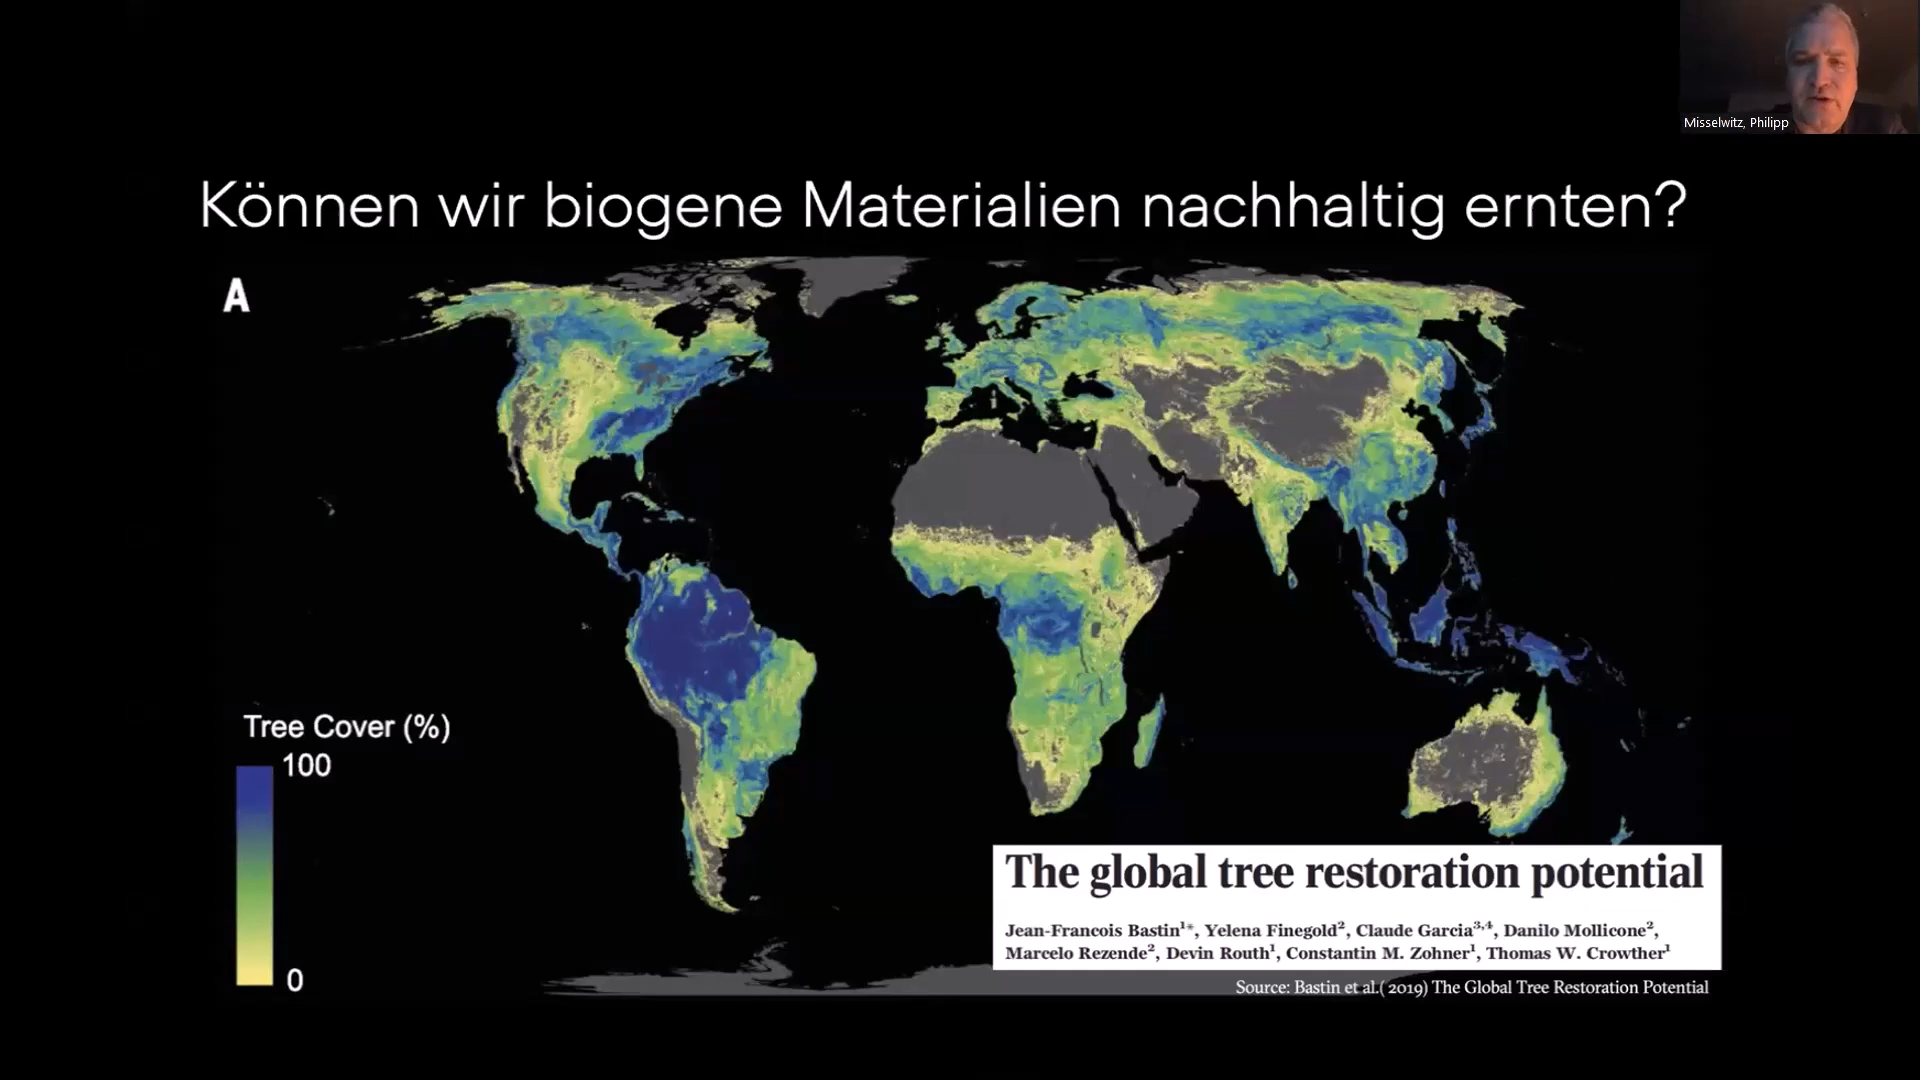 Misselwitz, Philipp
Können wir biogene Materialien nachhaltig ernten?
A
Tree Cover (%)
100
0
The global tree restoration potential
Jean-Francois Bastin¹*, Yelena Finegold², Claude Garcia³,⁴, Danilo Mollicone²,
Marcelo Rezende², Devin Routh¹, Constantin M. Zohner¹, Thomas W. Crowther¹
Source: Bastin et al.( 2019) The Global Tree Restoration Potential